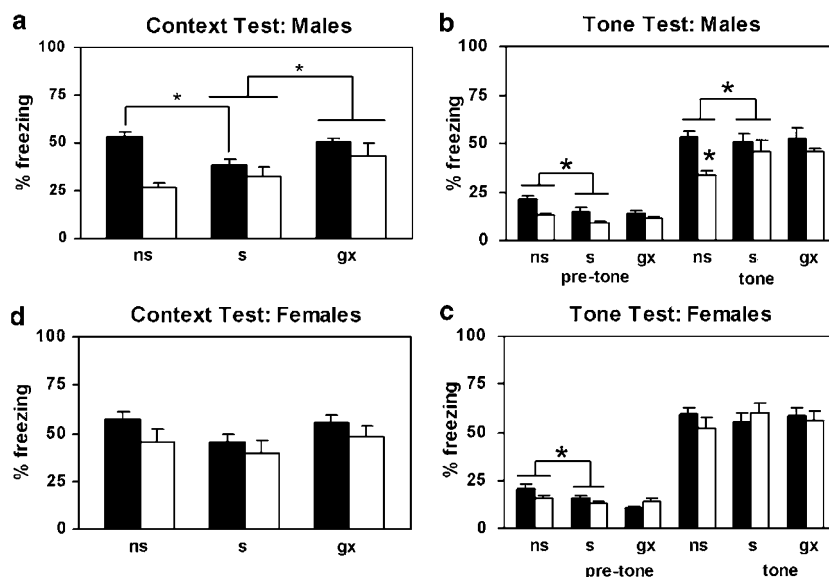 a
Context Test: Males
% freezing
100
75
50
25
0
*
*
ns s gx
b
Tone Test: Males
% freezing
100
75
50
25
0
*
*
*
ns s gx ns s gx
pre-tone tone
d
Context Test: Females
% freezing
100
75
50
25
0
ns s gx
c
Tone Test: Females
% freezing
100
75
50
25
0
*
ns s gx ns s gx
pre-tone tone